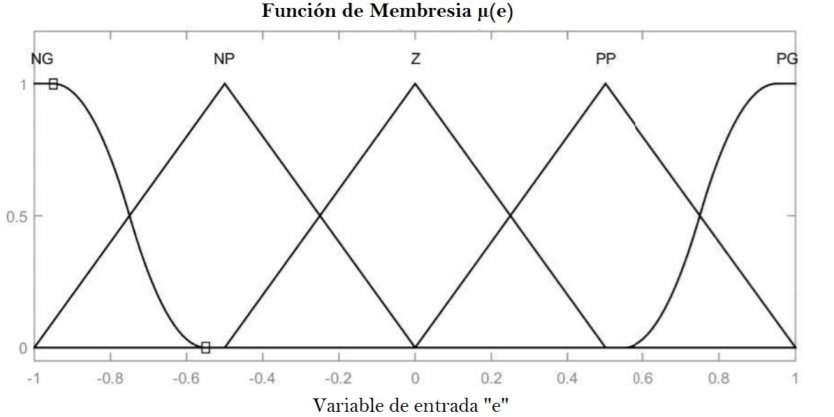 Función de Membresia µ(e)
NG NP Z PP PG
1
0.5
0
-1 -0.8 -0.6 -0.4 -0.2 0 0.2 0.4 0.6 0.8 1
Variable de entrada "e"